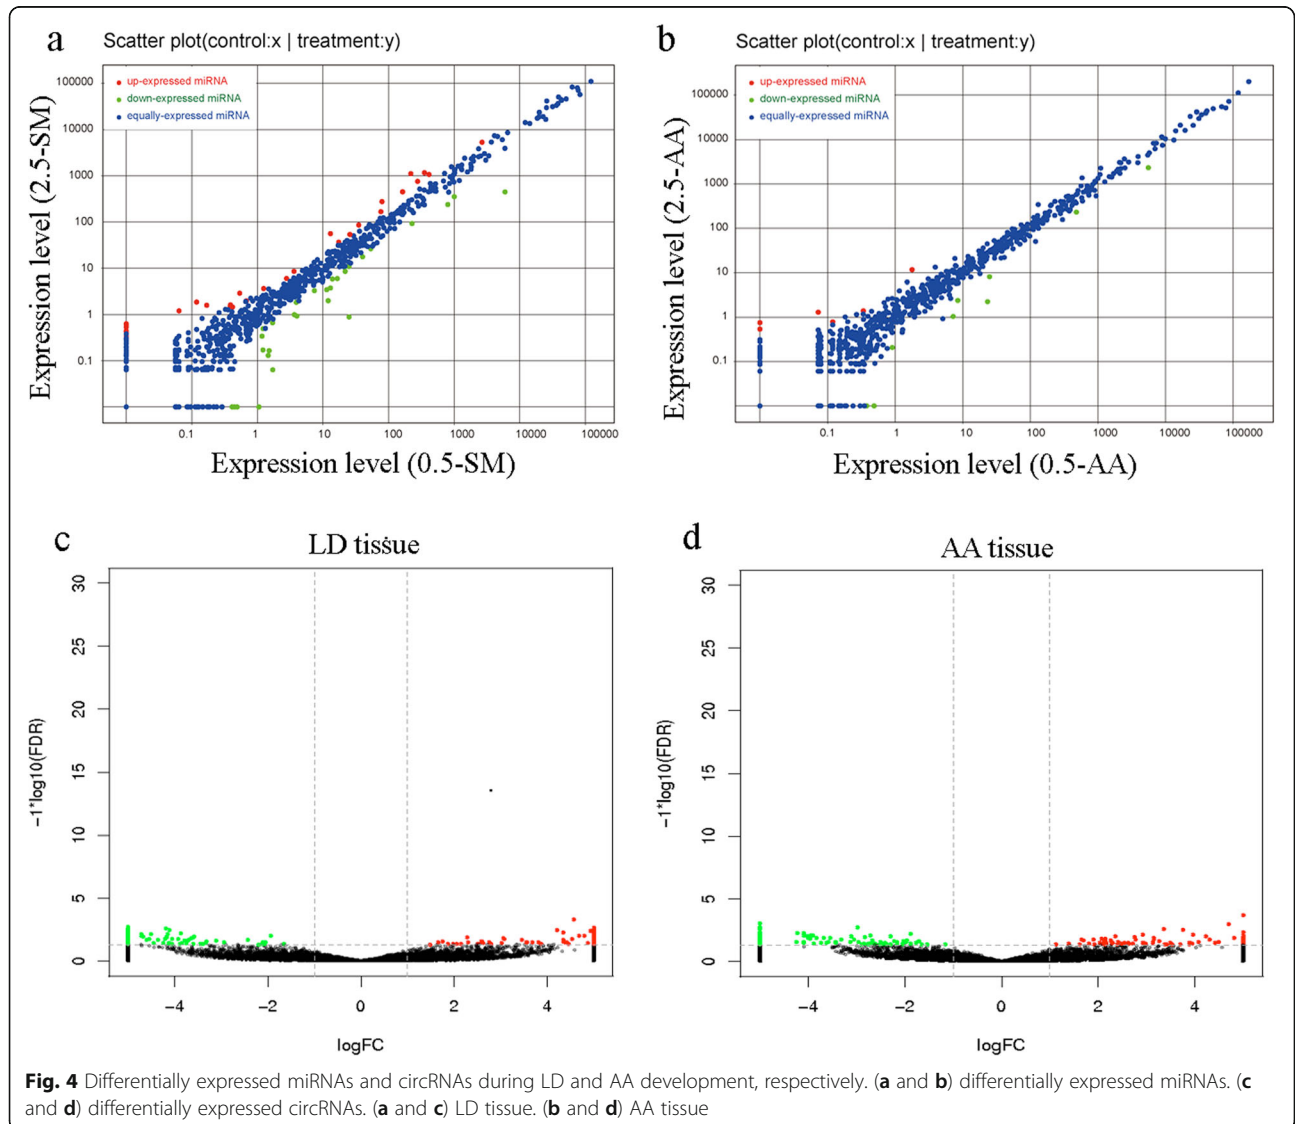 a
Scatter plot(control:x | treatment:y)
up-expressed miRNA
down-expressed miRNA
equally-expressed miRNA
100000
10000
1000
100
10
1
0.1
Expression level (2.5-SM)
0.1 1 10 100 1000 10000 100000
Expression level (0.5-SM)
b
Scatter plot(control:x | treatment:y)
up-expressed miRNA
down-expressed miRNA
equally-expressed miRNA
100000
10000
1000
100
10
1
0.1
Expression level (2.5-AA)
0.1 1 10 100 1000 10000 100000
Expression level (0.5-AA)
c
LD tissue
30
25
20
15
10
5
0
-1*log10(FDR)
-4 -2 0 2 4
logFC
d
AA tissue
30
25
20
15
10
5
0
-1*log10(FDR)
-4 -2 0 2 4
logFC
Fig. 4 Differentially expressed miRNAs and circRNAs during LD and AA development, respectively. (a and b) differentially expressed miRNAs. (c
and d) differentially expressed circRNAs. (a and c) LD tissue. (b and d) AA tissue